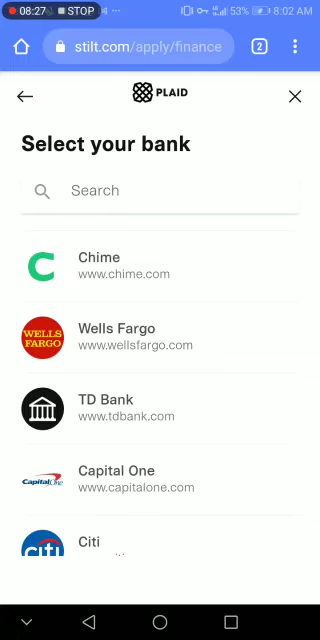 08:27 STOP ... 53% 8:02 AM
stilt.com/apply/finance 2
PLAID
Select your bank
Search
C Chime
www.chime.com
WELLS FARGO Wells Fargo
www.wellsfargo.com
TD Bank
www.tdbank.com
Capital One Capital One
www.capitalone.com
citi Citi